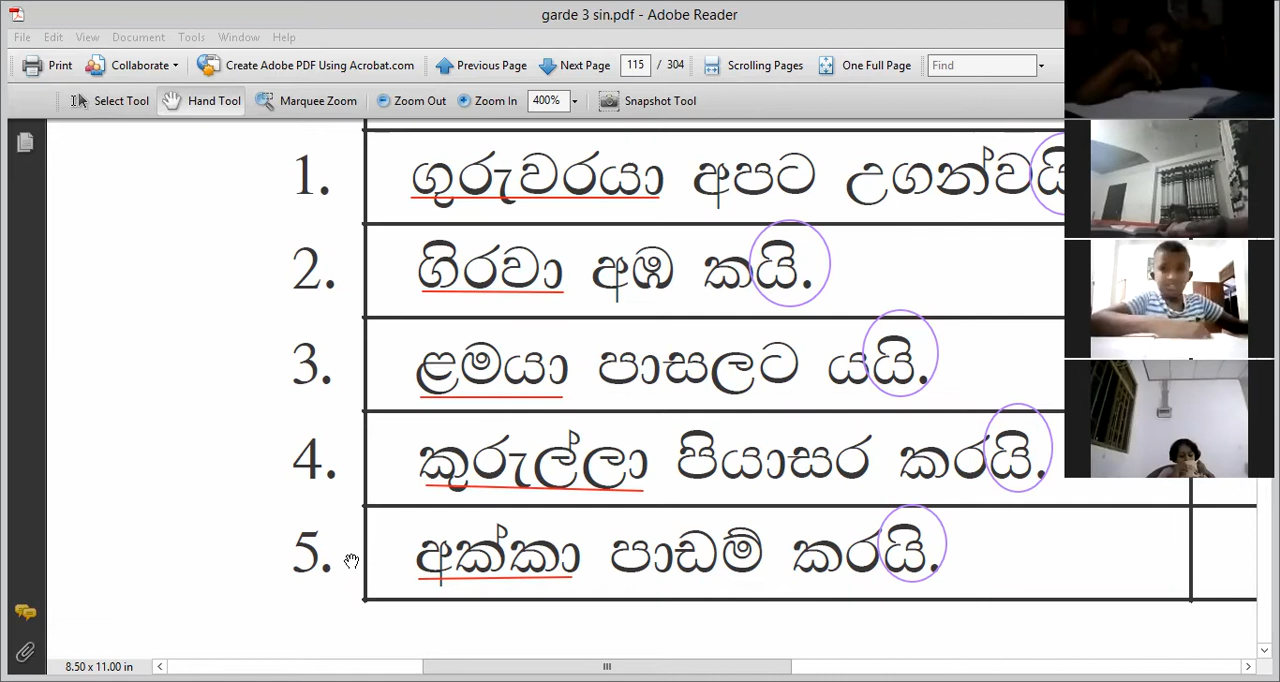 garde 3 sin.pdf - Adobe Reader
File Edit View Document Tools Window Help
Print Collaborate Create Adobe PDF Using Acrobat.com Previous Page Next Page 115 / 304 Scrolling Pages One Full Page Find
Select Tool Hand Tool Marquee Zoom Zoom Out Zoom In 400% Snapshot Tool
1. ගුරුවරයා අපට උගන්වයි
2. ගිරවා අඹ කයි.
3. ළමයා පාසලට යයි.
4. කුරුල්ලා පියාසර කරයි.
5. අක්කා පාඩම් කරයි.
8.50 x 11.00 in